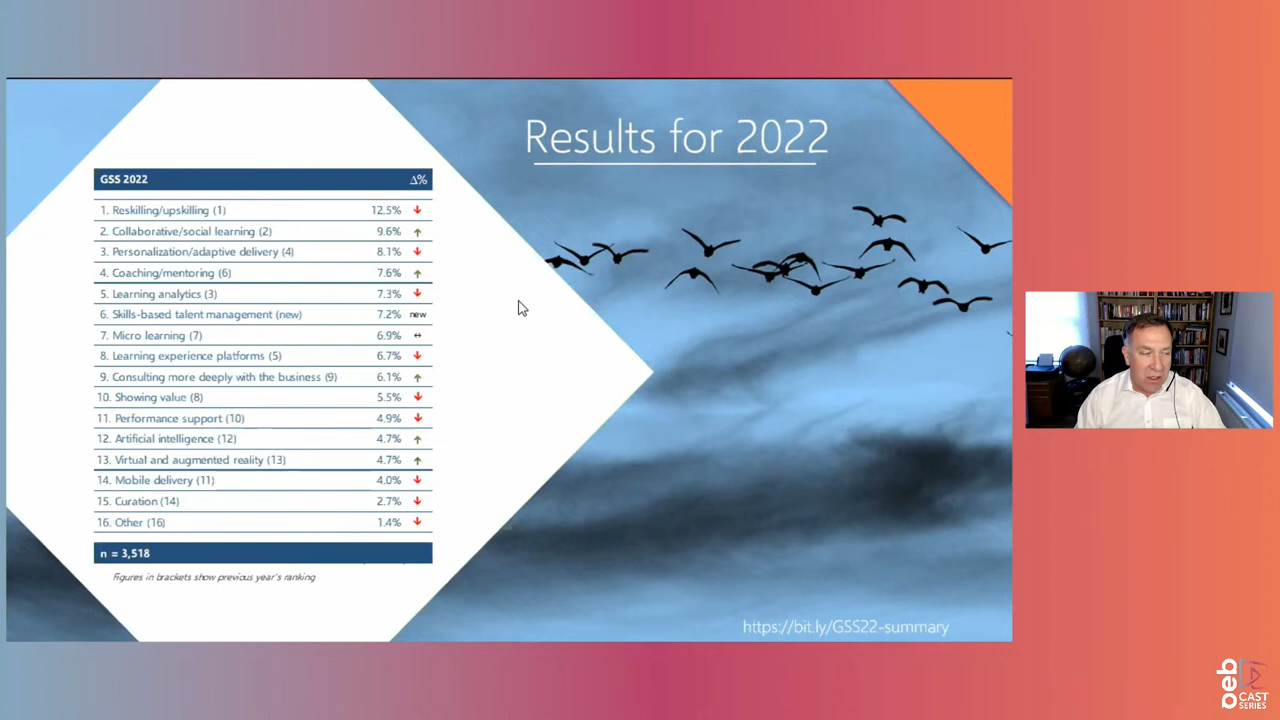 Results for 2022
GSS 2022 Δ%
1. Reskilling/upskilling (1) 12.5% ↓
2. Collaborative/social learning (2) 9.6% ↑
3. Personalization/adaptive delivery (4) 8.1% ↓
4. Coaching/mentoring (6) 7.6% ↑
5. Learning analytics (3) 7.3% ↓
6. Skills-based talent management (new) 7.2% new
7. Micro learning (7) 6.9% ↔
8. Learning experience platforms (5) 6.7% ↓
9. Consulting more deeply with the business (9) 6.1% ↑
10. Showing value (8) 5.5% ↓
11. Performance support (10) 4.9% ↓
12. Artificial intelligence (12) 4.7% ↑
13. Virtual and augmented reality (13) 4.7% ↑
14. Mobile delivery (11) 4.0% ↓
15. Curation (14) 2.7% ↓
16. Other (16) 1.4% ↓
n = 3,518
Figures in brackets show previous year's ranking
https://bit.ly/GSS22-summary
oeb
CAST
SERIES